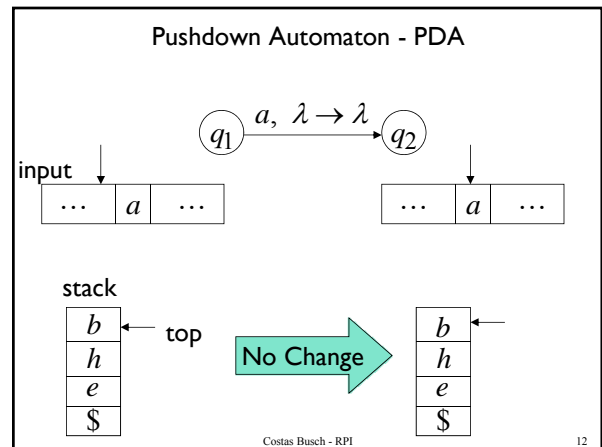 Pushdown Automaton - PDA
a, λ → λ
q₁ q₂
input
⋯ a ⋯ ⋯ a ⋯
stack
b top b
h No Change h
e e
$ $
Costas Busch - RPI 12